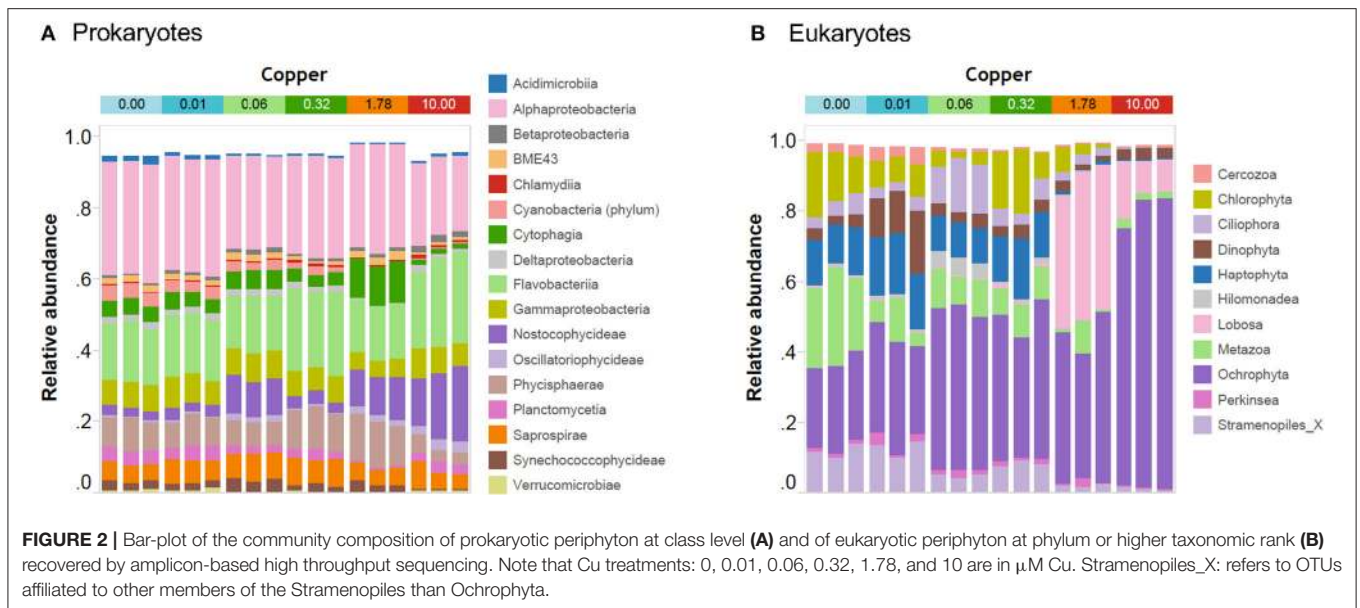 A Prokaryotes
Copper
0.00 0.01 0.06 0.32 1.78 10.00
Relative abundance
1.0
.8
.6
.4
.2
.0
Acidimicrobiia
Alphaproteobacteria
Betaproteobacteria
BME43
Chlamydiia
Cyanobacteria (phylum)
Cytophagia
Deltaproteobacteria
Flavobacteriia
Gammaproteobacteria
Nostocophycideae
Oscillatoriophycideae
Phycisphaerae
Planctomycetia
Saprospirae
Synechococcophycideae
Verrucomicrobiae
B Eukaryotes
Copper
0.00 0.01 0.06 0.32 1.78 10.00
Relative abundance
1.0
.8
.6
.4
.2
.0
Cercozoa
Chlorophyta
Ciliophora
Dinophyta
Haptophyta
Hilomonadea
Lobosa
Metazoa
Ochrophyta
Perkinsea
Stramenopiles_X
FIGURE 2 | Bar-plot of the community composition of prokaryotic periphyton at class level (A) and of eukaryotic periphyton at phylum or higher taxonomic rank (B)
recovered by amplicon-based high throughput sequencing. Note that Cu treatments: 0, 0.01, 0.06, 0.32, 1.78, and 10 are in μM Cu. Stramenopiles_X: refers to OTUs
affiliated to other members of the Stramenopiles than Ochrophyta.